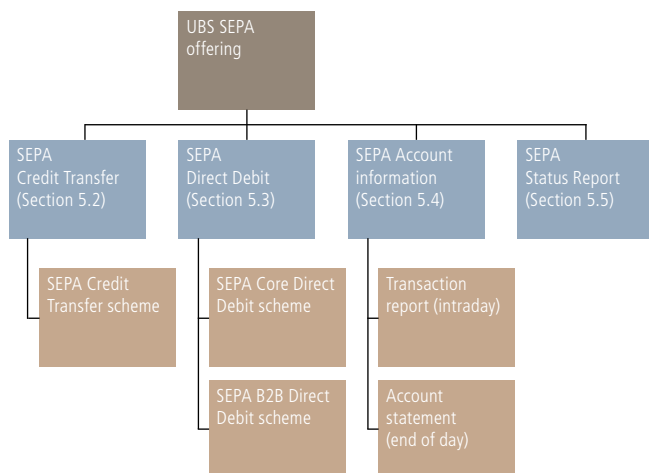 UBS SEPA
offering
SEPA
Credit Transfer
(Section 5.2)
SEPA
Direct Debit
(Section 5.3)
SEPA Account
information
(Section 5.4)
SEPA
Status Report
(Section 5.5)
SEPA Credit
Transfer scheme
SEPA Core Direct
Debit scheme
Transaction
report (intraday)
SEPA B2B Direct
Debit scheme
Account
statement
(end of day)